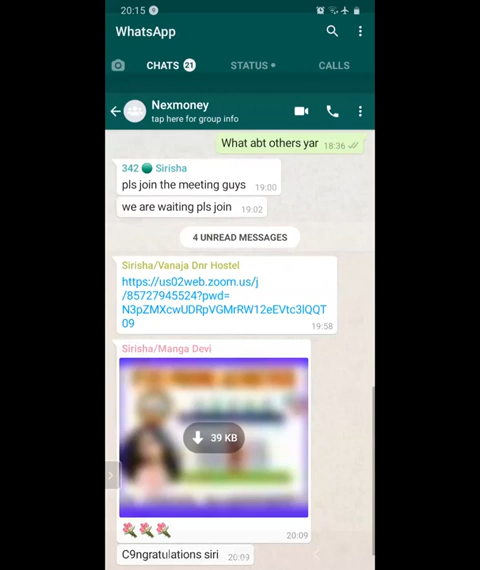 20:15
WhatsApp
CHATS 21 STATUS CALLS
Nexmoney
tap here for group info
What abt others yar 18:36
342 Sirisha
pls join the meeting guys 19:00
we are waiting pls join 19:02
4 UNREAD MESSAGES
Sirisha/Vanaja Dnr Hostel
https://us02web.zoom.us/j
/85727945524?pwd=
N3pZMXcwUDRpVGMrRW12eEVtc3lQQT
09 19:58
Sirisha/Manga Devi
39 KB
20:09
C9ngratulations siri 20:09